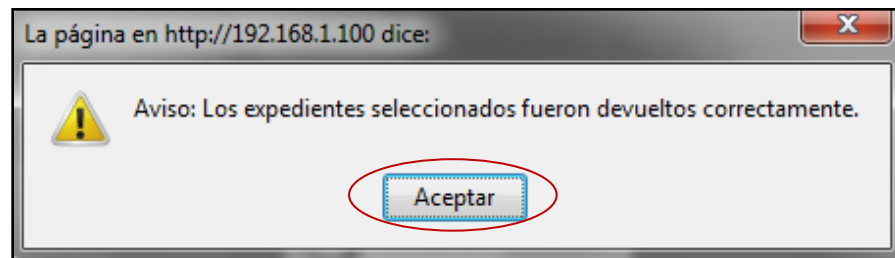 La página en http://192.168.1.100 dice:
Aviso: Los expedientes seleccionados fueron devueltos correctamente.
Aceptar